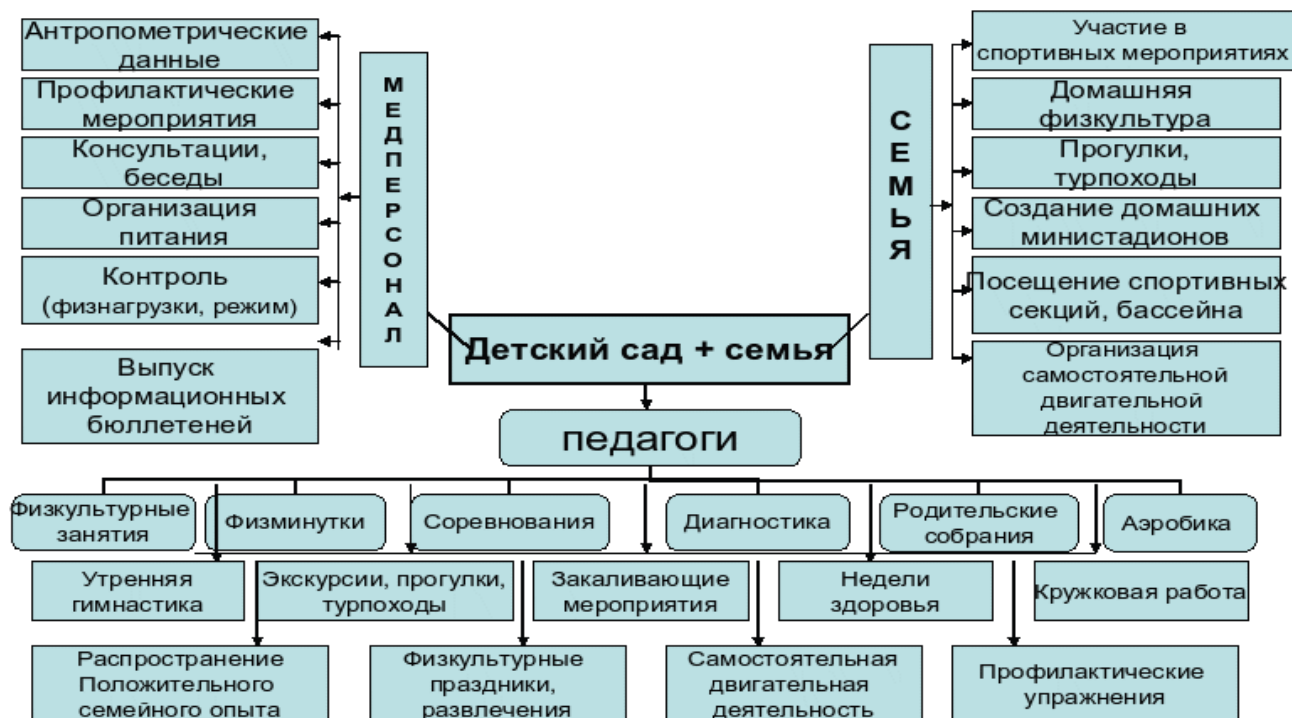 Антропометрические
данные
Профилактические
мероприятия
Консультации,
беседы
Организация
питания
Контроль
(физнагрузки, режим)
Выпуск
информационных
бюллетеней
МЕДПЕРСОНАЛ
СЕМЬЯ
Участие в
спортивных мероприятиях
Домашняя
физкультура
Прогулки,
турпоходы
Создание домашних
министадионов
Посещение спортивных
секций, бассейна
Организация
самостоятельной
двигательной
деятельности
Детский сад + семья
педагоги
Физкультурные
занятия
Физминутки
Соревнования
Диагностика
Родительские
собрания
Аэробика
Утренняя
гимнастика
Экскурсии, прогулки,
турпоходы
Закаливающие
мероприятия
Недели
здоровья
Кружковая работа
Распространение
Положительного
семейного опыта
Физкультурные
праздники,
развлечения
Самостоятельная
двигательная
деятельность
Профилактические
упражнения